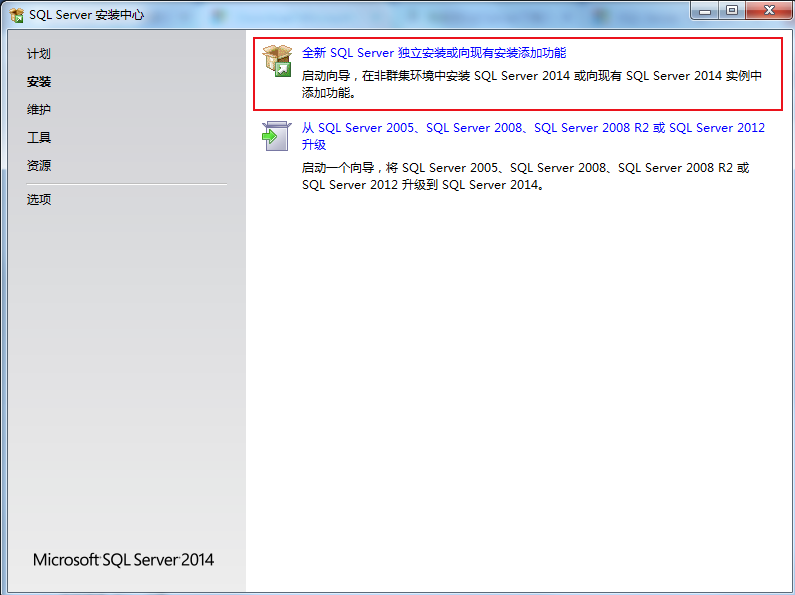 SQL Server 安装中心
计划
安装
维护
工具
资源
选项
全新 SQL Server 独立安装或向现有安装添加功能
启动向导，在非群集环境中安装 SQL Server 2014 或向现有 SQL Server 2014 实例中
添加功能。
从 SQL Server 2005、SQL Server 2008、SQL Server 2008 R2 或 SQL Server 2012
升级
启动一个向导，将 SQL Server 2005、SQL Server 2008、SQL Server 2008 R2 或
SQL Server 2012 升级到 SQL Server 2014。
Microsoft SQL Server 2014